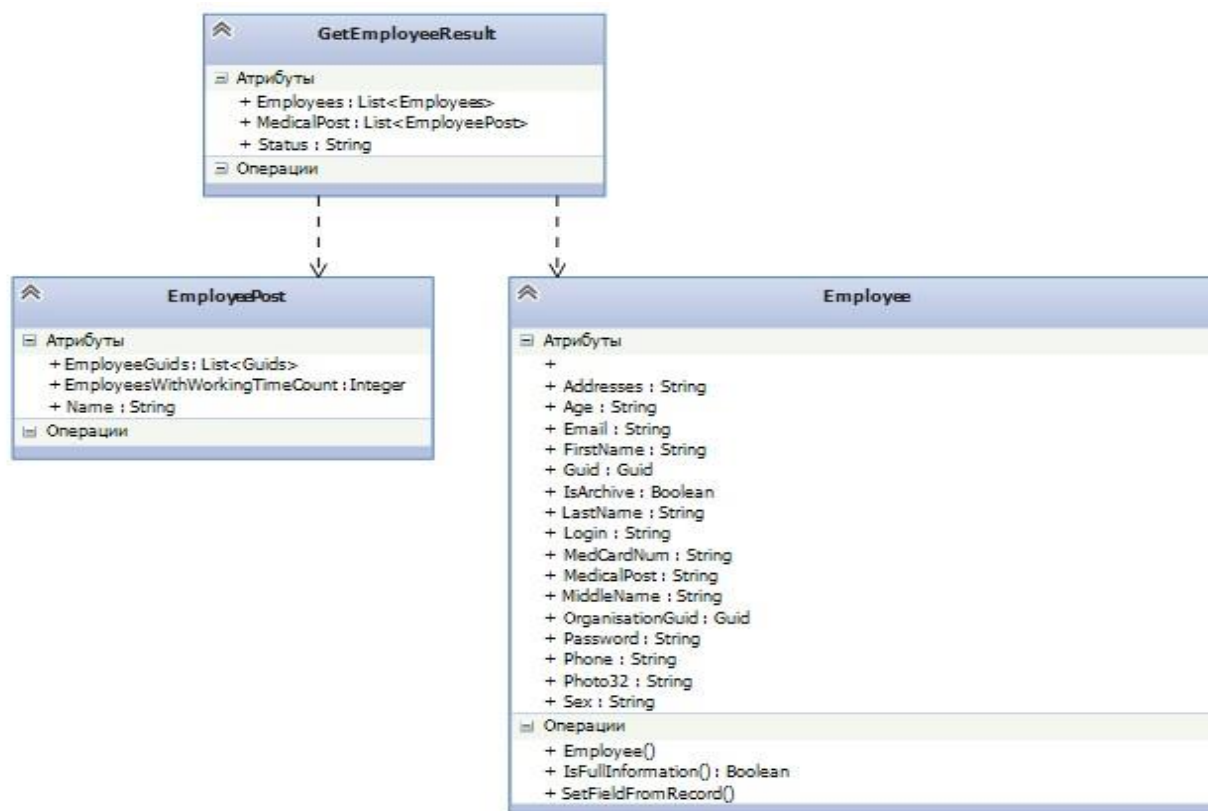 GetEmployeeResult
Атрибуты
+ Employees : List<Employees>
+ MedicalPost : List<EmployeePost>
+ Status : String
Операции
EmployeePost
Атрибуты
+ EmployeeGuids : List<Guids>
+ EmployeesWithWorkingTimeCount : Integer
+ Name : String
Операции
Employee
Атрибуты
+
+ Addresses : String
+ Age : String
+ Email : String
+ FirstName : String
+ Guid : Guid
+ IsArchive : Boolean
+ LastName : String
+ Login : String
+ MedCardNum : String
+ MedicalPost : String
+ MiddleName : String
+ OrganisationGuid : Guid
+ Password : String
+ Phone : String
+ Photo32 : String
+ Sex : String
Операции
+ Employee()
+ IsFullInformation() : Boolean
+ SetFieldFromRecord()